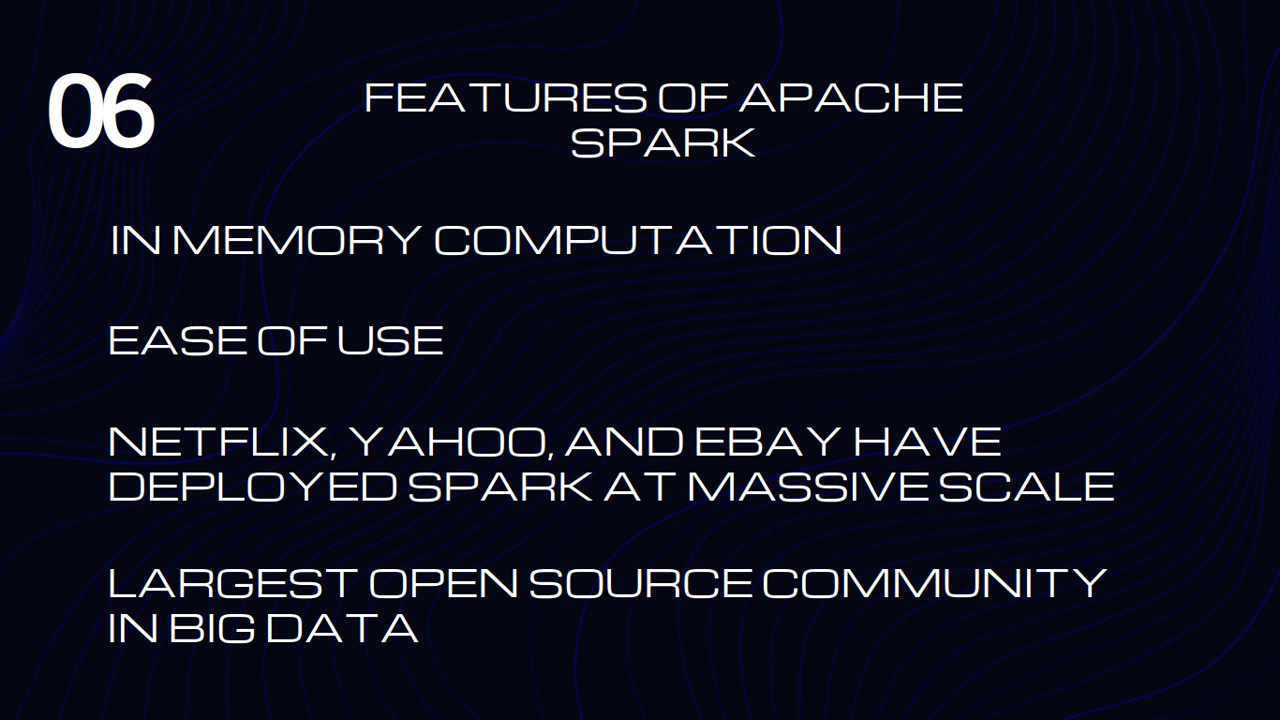 06
FEATURES OF APACHE
SPARK
IN MEMORY COMPUTATION
EASE OF USE
NETFLIX, YAHOO, AND EBAY HAVE
DEPLOYED SPARK AT MASSIVE SCALE
LARGEST OPEN SOURCE COMMUNITY
IN BIG DATA